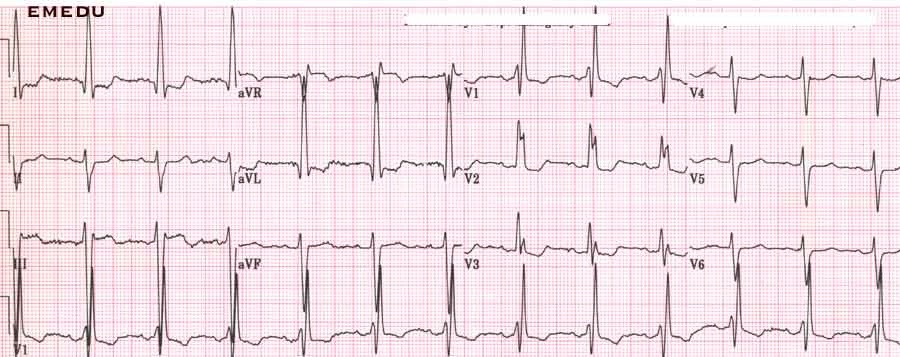 EMEDU
I aVR V1 V4
II aVL V2 V5
III aVF V3 V6
V1